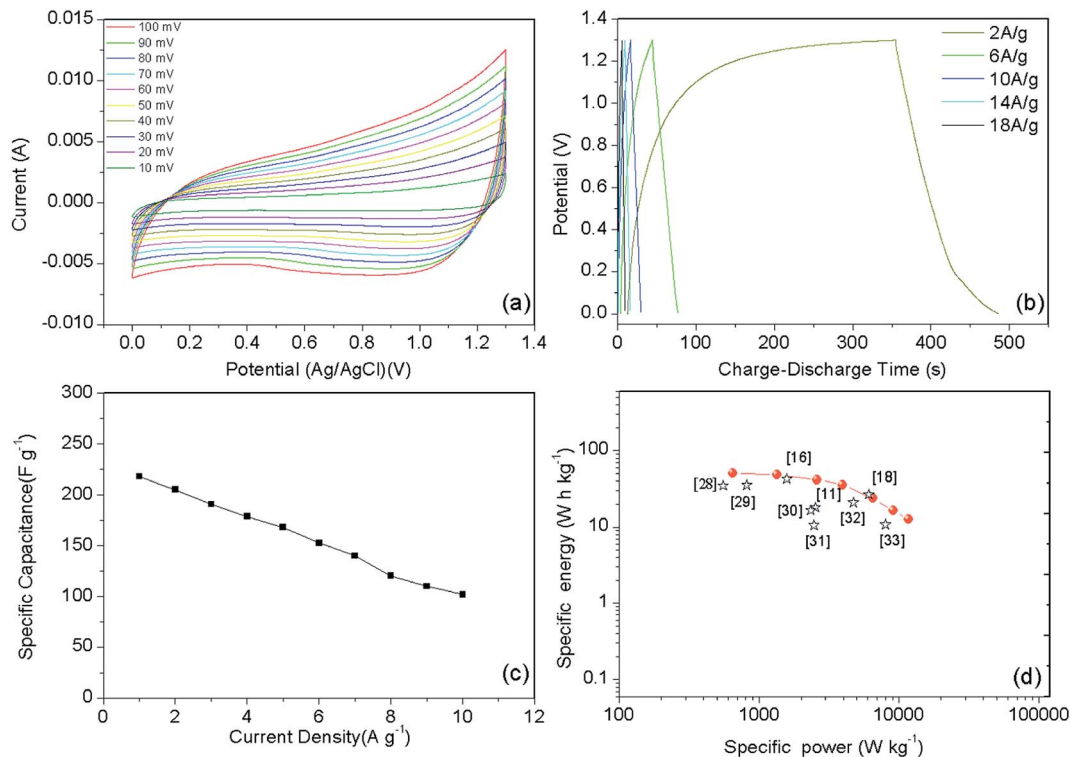 0.015
0.010
0.005
0.000
-0.005
-0.010
Current (A)
100 mV
90 mV
80 mV
70 mV
60 mV
50 mV
40 mV
30 mV
20 mV
10 mV
(a)
0.0 0.2 0.4 0.6 0.8 1.0 1.2 1.4
Potential (Ag/AgCl)(V)
1.4
1.2
1.0
0.8
0.6
0.4
0.2
0.0
Potential (V)
2A/g
6A/g
10A/g
14A/g
18A/g
(b)
0 100 200 300 400 500
Charge-Discharge Time (s)
250
225
200
175
150
125
100
75
50
25
0
Specific Capacitance(F g⁻¹)
(c)
0 2 4 6 8 10 12
Current Density(A g⁻¹)
100
10
1
0.1
Specific energy (W h kg⁻¹)
[16]
[28]
[29]
[11]
[18]
[30]
[32]
[31]
[33]
(d)
100 1000 10000 100000
Specific power (W kg⁻¹)